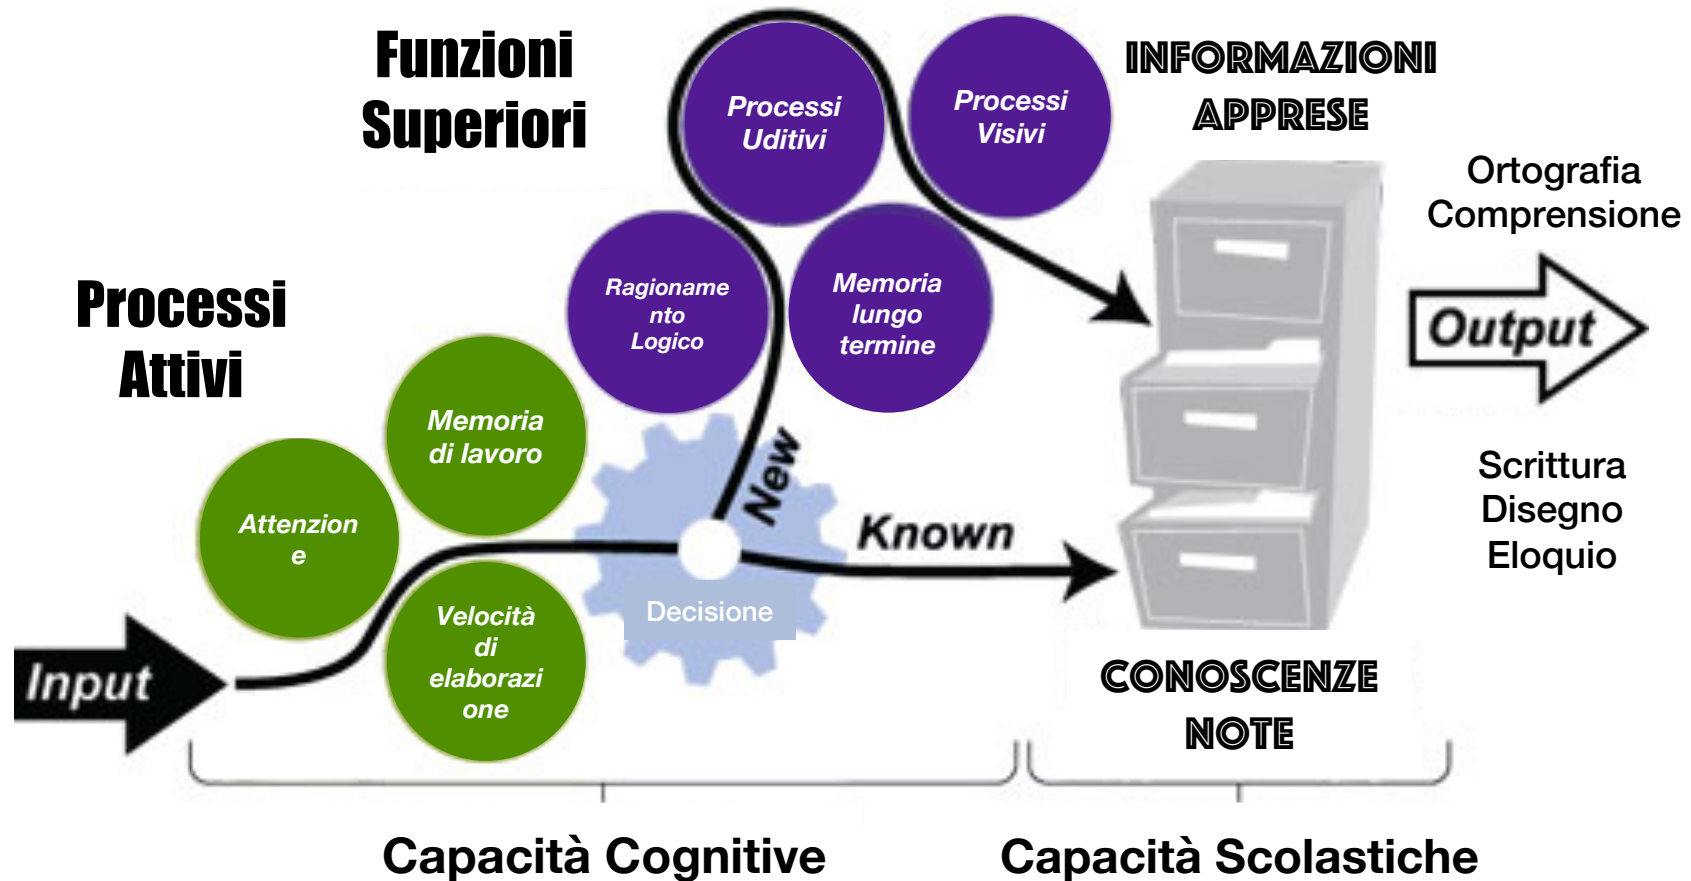 Funzioni
Superiori
Processi
Uditivi
Processi
Visivi
INFORMAZIONI
APPRESE
Ortografia
Comprensione
Processi
Attivi
Ragioname
nto
Logico
Memoria
lungo
termine
Output
Memoria
di lavoro
New
Scrittura
Disegno
Eloquio
Attenzion
e
Known
Velocità
di
elaborazi
one
Decisione
Input
CONOSCENZE
NOTE
Capacità Cognitive
Capacità Scolastiche